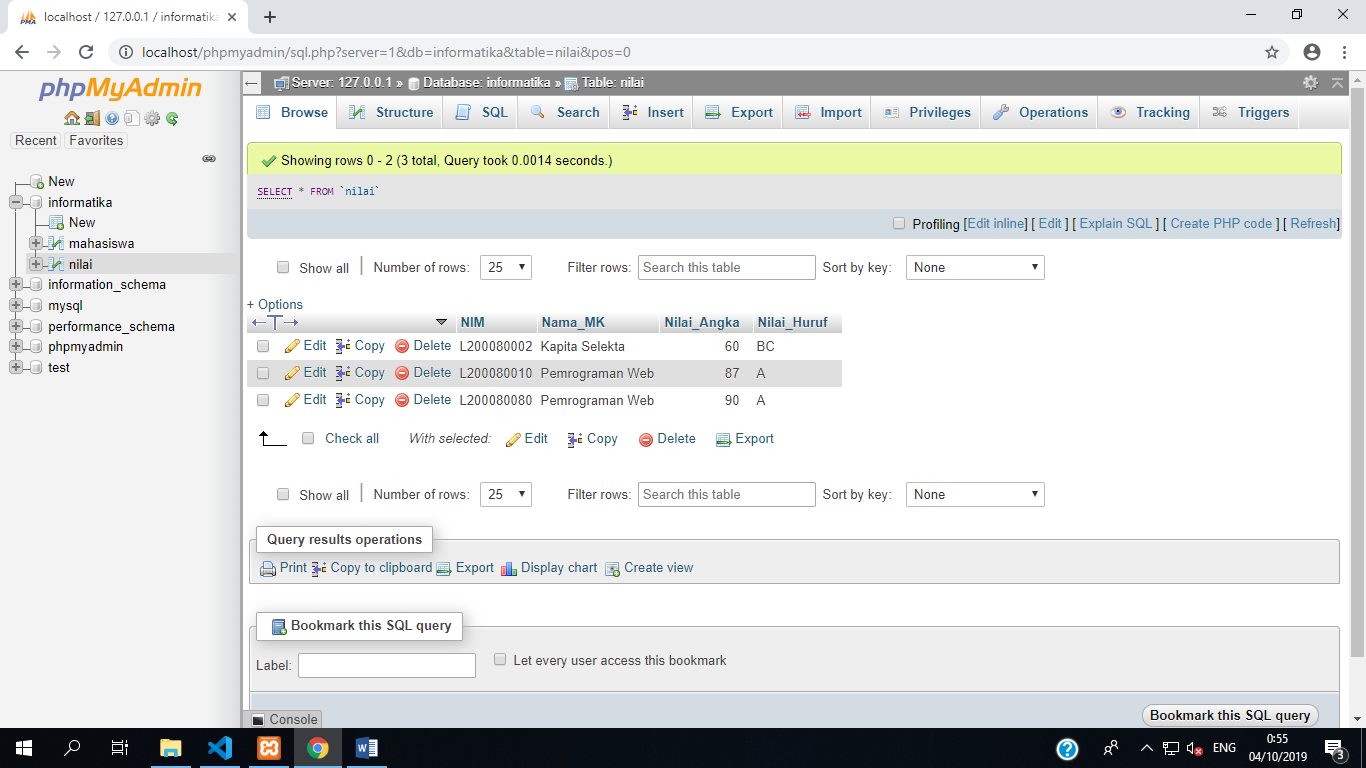 localhost / 127.0.0.1 / informatika
localhost/phpmyadmin/sql.php?server=1&db=informatika&table=nilai&pos=0
phpMyAdmin
Recent Favorites
New
informatika
New
mahasiswa
nilai
information_schema
mysql
performance_schema
phpmyadmin
test
Server: 127.0.0.1 » Database: informatika » Table: nilai
Browse Structure SQL Search Insert Export Import Privileges Operations Tracking Triggers
Showing rows 0 - 2 (3 total, Query took 0.0014 seconds.)
SELECT * FROM `nilai`
Profiling [Edit inline] [ Edit ] [ Explain SQL ] [ Create PHP code ] [ Refresh]
Show all | Number of rows: 25 Filter rows: Search this table Sort by key: None
+ Options
NIM Nama_MK Nilai_Angka Nilai_Huruf
Edit Copy Delete L200080002 Kapita Selekta 60 BC
Edit Copy Delete L200080010 Pemrograman Web 87 A
Edit Copy Delete L200080080 Pemrograman Web 90 A
Check all With selected: Edit Copy Delete Export
Show all | Number of rows: 25 Filter rows: Search this table Sort by key: None
Query results operations
Print Copy to clipboard Export Display chart Create view
Bookmark this SQL query
Label: Let every user access this bookmark
Bookmark this SQL query
Console
ENG 0:55
04/10/2019
3